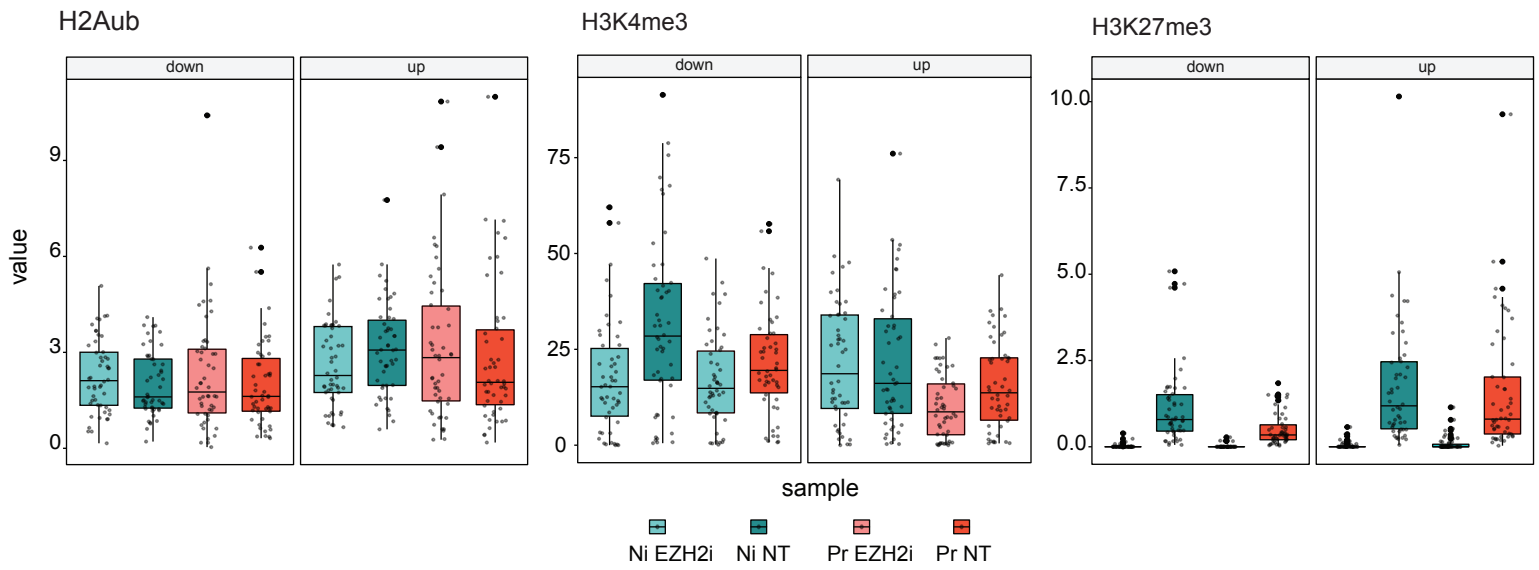 H2Aub
H3K4me3
H3K27me3
down
up
down
up
down
up
value
9
6
3
0
75
50
25
0
10.0
7.5
5.0
2.5
0.0
sample
Ni EZH2i
Ni NT
Pr EZH2i
Pr NT